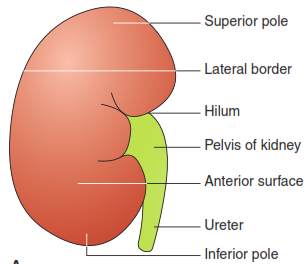 Superior pole
Lateral border
Hilum
Pelvis of kidney
Anterior surface
Ureter
Inferior pole